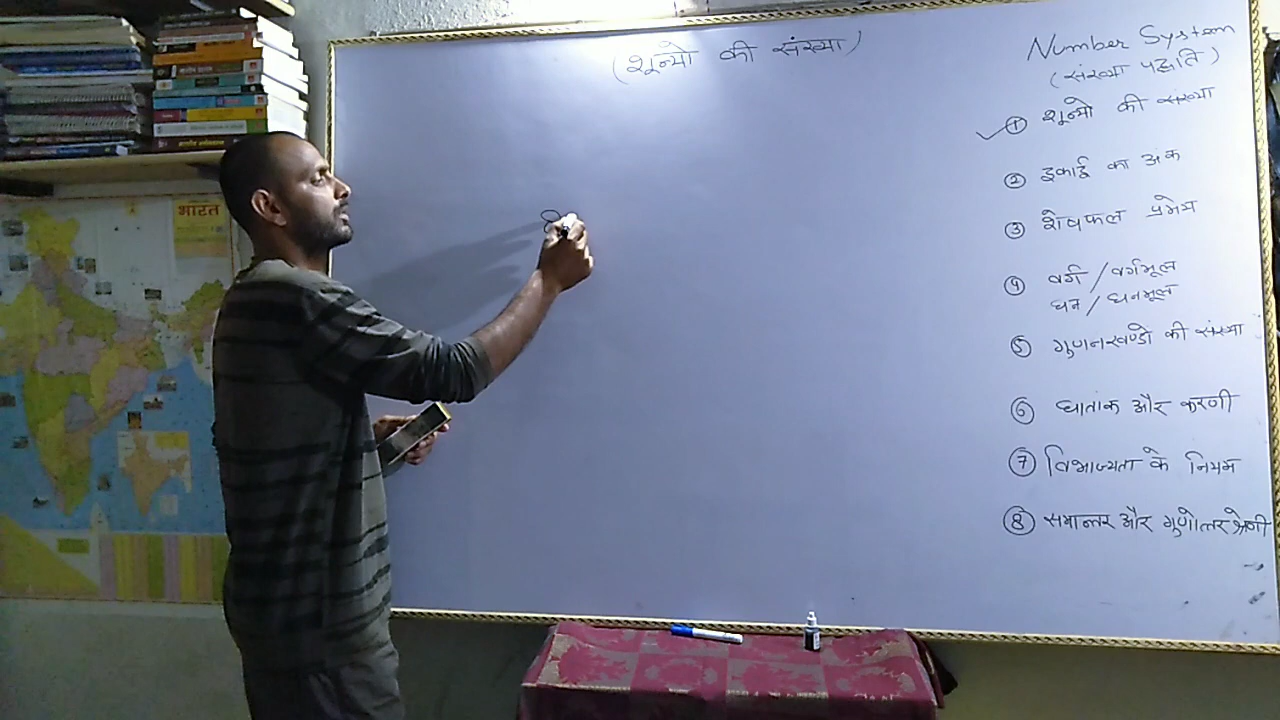 (शून्यो की संख्या)
Number System
(संख्या पद्धति)
① शून्यो की संख्या
② इकाई का अंक
③ शेषफल प्रमेय
④ वर्ग / वर्गमूल
घन / घनमूल
⑤ गुणनखण्डो की संख्या
⑥ घातांक और करणी
⑦ विभाज्यता के नियम
⑧ समान्तर और गुणोत्तर श्रेणी
भारत